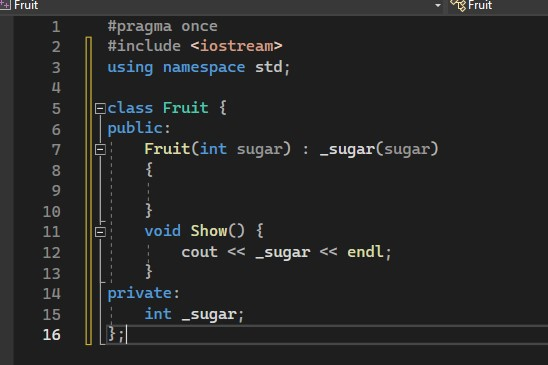 Fruit Fruit
1 #pragma once
2 #include <iostream>
3 using namespace std;
4
5 class Fruit {
6 public:
7 Fruit(int sugar) : _sugar(sugar)
8 {
9
10 }
11 void Show() {
12 cout << _sugar << endl;
13 }
14 private:
15 int _sugar;
16 };